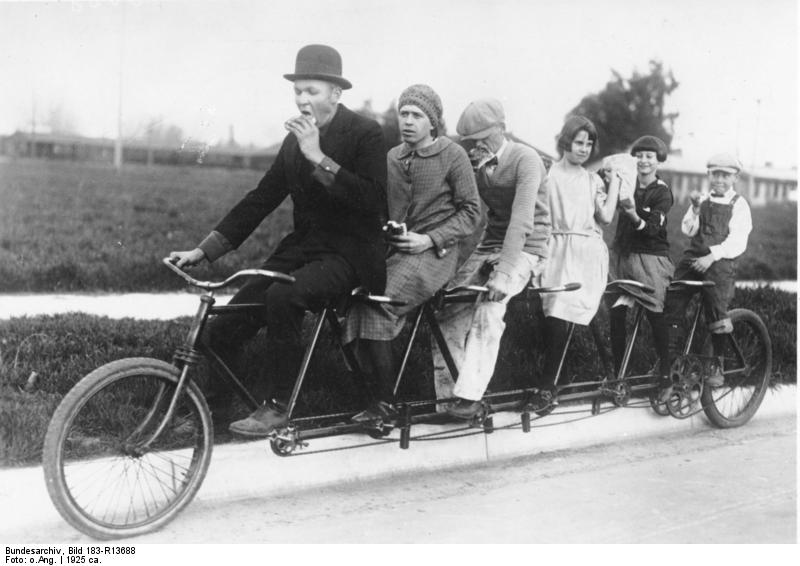 Bundesarchiv, Bild 183-R13688
Foto: o.Ang. | 1925 ca.